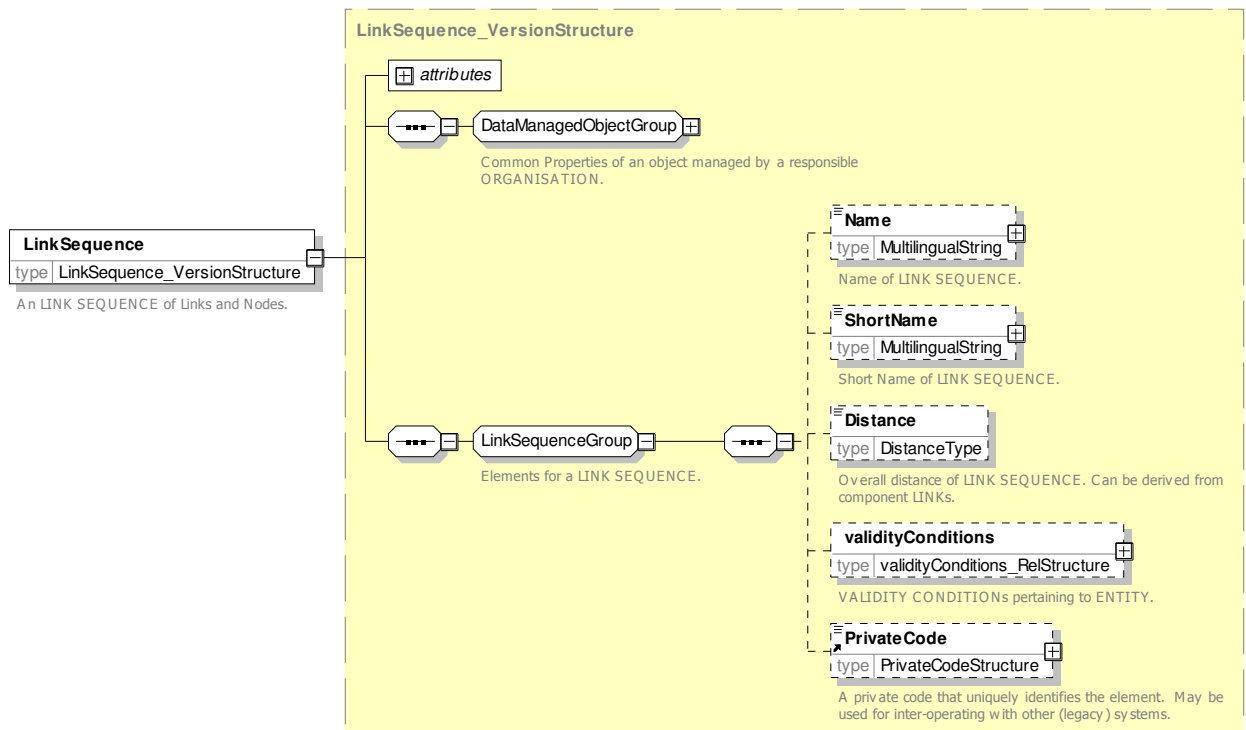 LinkSequence_VersionStructure
attributes
DataManagedObjectGroup
Common Properties of an object managed by a responsible
ORGANISATION.
LinkSequence
type LinkSequence_VersionStructure
An LINK SEQUENCE of Links and Nodes.
Name
type MultilingualString
Name of LINK SEQUENCE.
ShortName
type MultilingualString
Short Name of LINK SEQUENCE.
LinkSequenceGroup
Elements for a LINK SEQUENCE.
Distance
type DistanceType
Overall distance of LINK SEQUENCE. Can be derived from
component LINKs.
validityConditions
type validityConditions_RelStructure
VALIDITY CONDITIONs pertaining to ENTITY.
PrivateCode
type PrivateCodeStructure
A private code that uniquely identifies the element. May be
used for inter-operating with other (legacy) systems.